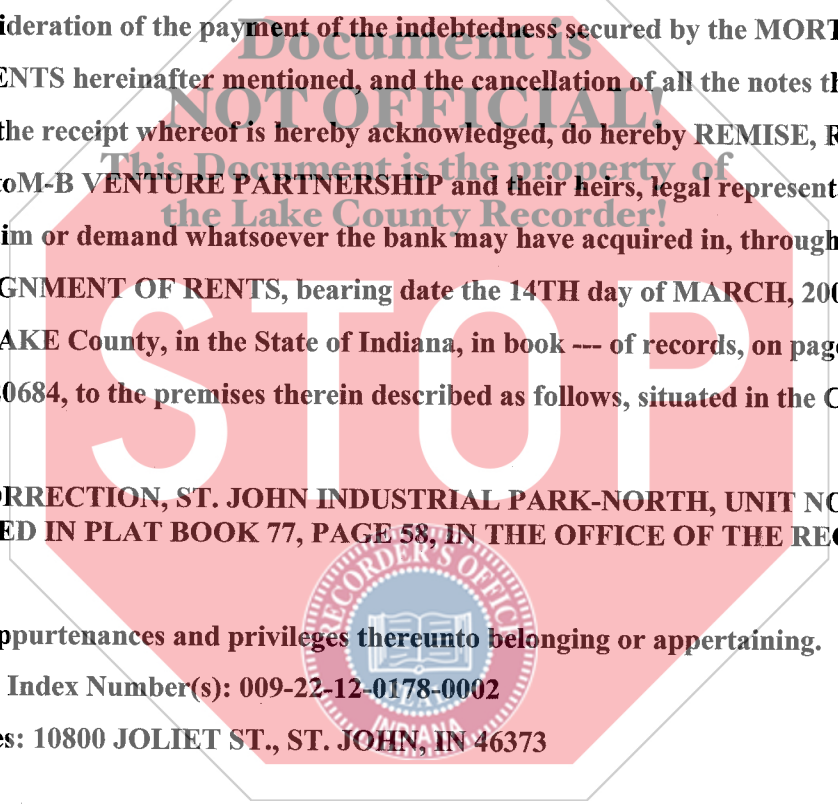 ideration of the payment of the indebtedness secured by the MORT
Document is
ENTS hereinafter mentioned, and the cancellation of all the notes th
NOT OFFICIAL!
the receipt whereof is hereby acknowledged, do hereby REMISE, R
This Document is the property of
toM-B VENTURE PARTNERSHIP and their heirs, legal represent
the Lake County Recorder!
im or demand whatsoever the bank may have acquired in, through
GNMENT OF RENTS, bearing date the 14TH day of MARCH, 200
AKE County, in the State of Indiana, in book --- of records, on page
0684, to the premises therein described as follows, situated in the C
STOP
RRECTION, ST. JOHN INDUSTRIAL PARK-NORTH, UNIT NO
ED IN PLAT BOOK 77, PAGE 58, IN THE OFFICE OF THE REC
RECORDER'S OFFICE
ppurtenances and privileges thereunto belonging or appertaining.
Index Number(s): 009-22-12-0178-0002
SEAL
INDIANA
es: 10800 JOLIET ST., ST. JOHN, IN 46373